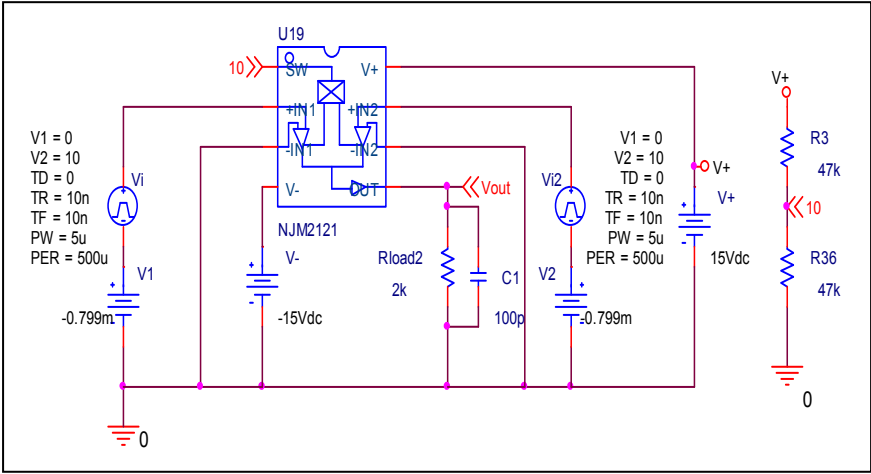 U19
10
SW
V+
+IN1
+IN2
-IN1
-IN2
V-
OUT
NJM2121
V1 = 0
V2 = 10
TD = 0
TR = 10n
TF = 10n
PW = 5u
PER = 500u
Vi
V1
-0.799m
V-
-15Vdc
Vout
Rload2
2k
C1
100p
Vi2
V2
-0.799m
V1 = 0
V2 = 10
TD = 0
TR = 10n
TF = 10n
PW = 5u
PER = 500u
V+
V+
15Vdc
V+
R3
47k
10
R36
47k
0
0